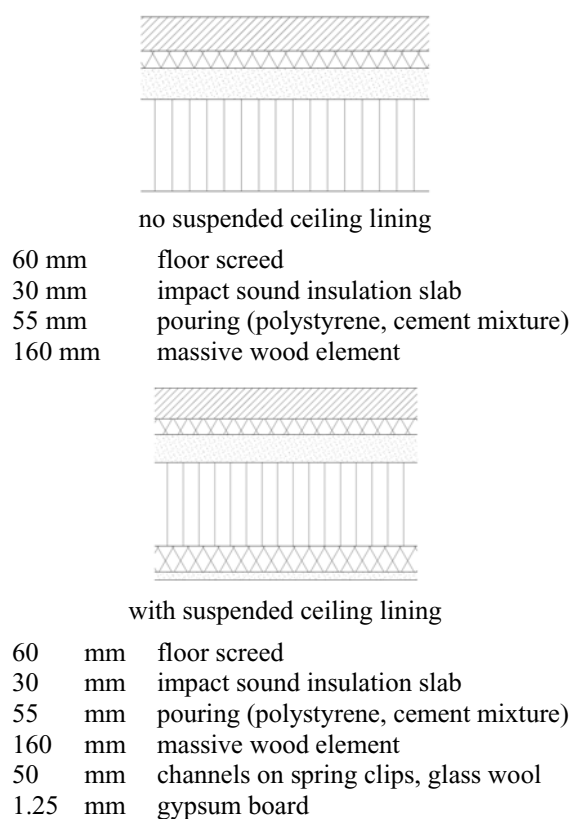 no suspended ceiling lining
60 mm floor screed
30 mm impact sound insulation slab
55 mm pouring (polystyrene, cement mixture)
160 mm massive wood element
with suspended ceiling lining
60 mm floor screed
30 mm impact sound insulation slab
55 mm pouring (polystyrene, cement mixture)
160 mm massive wood element
50 mm channels on spring clips, glass wool
1.25 mm gypsum board